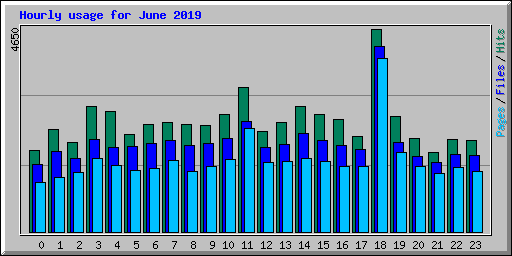 Hourly usage for June 2019
4650
Pages / Files / Hits
0 1 2 3 4 5 6 7 8 9 10 11 12 13 14 15 16 17 18 19 20 21 22 23